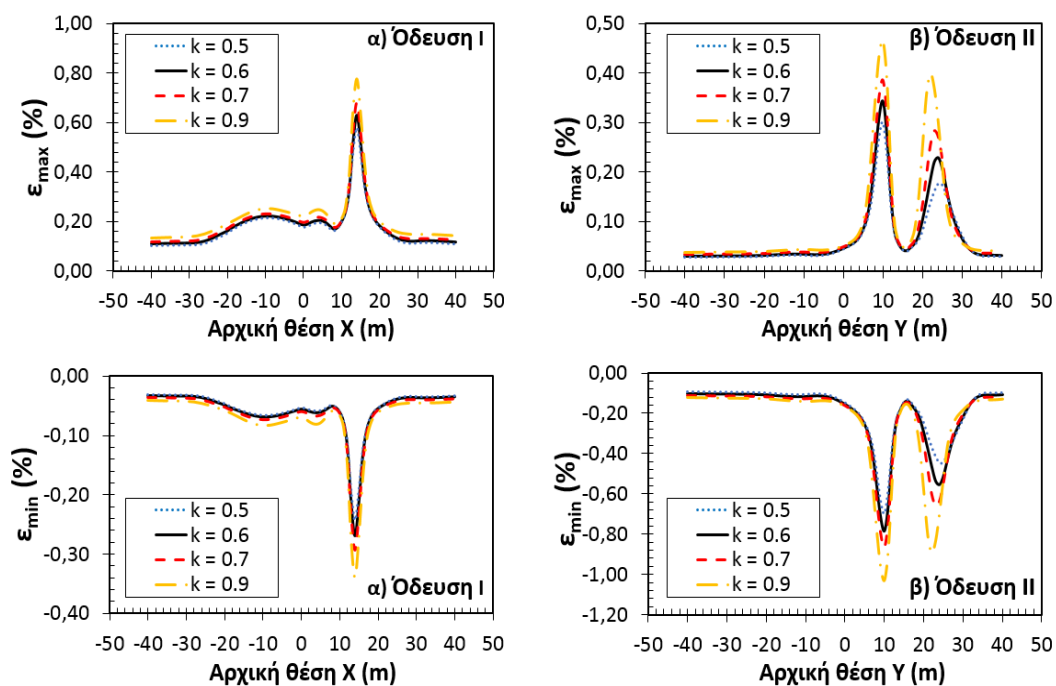 α) Όδευση I
k = 0.5
k = 0.6
k = 0.7
k = 0.9
1,00
0,80
0,60
0,40
0,20
0,00
εmax (%)
-50 -40 -30 -20 -10 0 10 20 30 40 50
Αρχική θέση X (m)
β) Όδευση II
k = 0.5
k = 0.6
k = 0.7
k = 0.9
0,50
0,40
0,30
0,20
0,10
0,00
εmax (%)
-50 -40 -30 -20 -10 0 10 20 30 40 50
Αρχική θέση Y (m)
0,00
-0,10
-0,20
-0,30
-0,40
εmin (%)
k = 0.5
k = 0.6
k = 0.7
k = 0.9
α) Όδευση I
-50 -40 -30 -20 -10 0 10 20 30 40 50
Αρχική θέση X (m)
0,00
-0,20
-0,40
-0,60
-0,80
-1,00
-1,20
εmin (%)
k = 0.5
k = 0.6
k = 0.7
k = 0.9
β) Όδευση II
-50 -40 -30 -20 -10 0 10 20 30 40 50
Αρχική θέση Y (m)